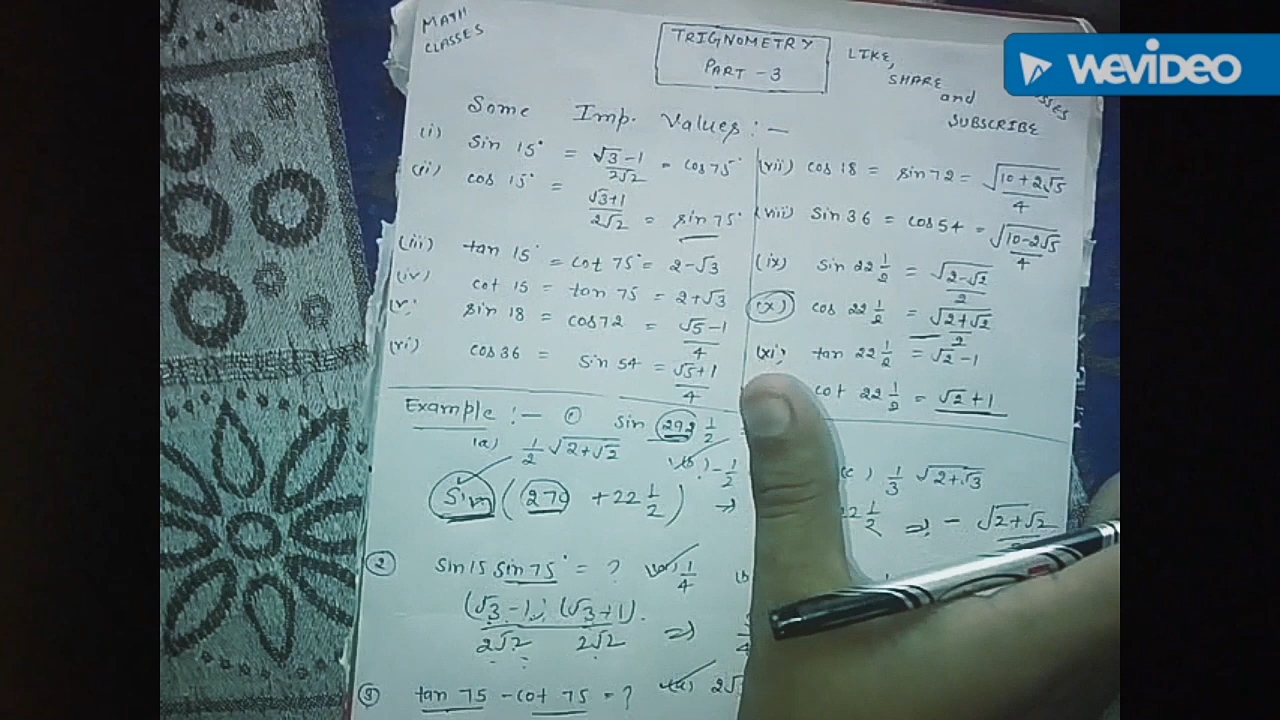 MATH CLASSES
TRIGNOMETRY
PART - 3
LIKE,
SHARE
and
SUBSCRIBE
WEVIDEO
Some Imp. Values :-
(i) sin 15° = √3-1/2√2 = cos 75°
(ii) cos 15° = √3+1/2√2 = sin 75°
(iii) tan 15° = cot 75° = 2-√3
(iv) cot 15 = tan 75 = 2+√3
(v) sin 18 = cos 72 = √5-1/4
(vi) cos 36 = sin 54 = √5+1/4
(vii) cos 18 = sin 72 = √10+2√5/4
(viii) sin 36 = cos 54 = √10-2√5/4
(ix) sin 22 1/2 = √2-√2/2
(x) cos 22 1/2 = √2+√2/2
(xi) tan 22 1/2 = √2-1
cot 22 1/2 = √2+1
Example :- ① sin 292 1/2
(a) 1/2 √2+√2 (b) -1/2 (c) 1/3 √2+√3
Sin (270 + 22 1/2) ⇒ 22 1/2 ⇒ - √2+√2
② sin 15 sin 75° = ? (a) 1/4
(√3-1) (√3+1)/2√2 2√2 ⇒
③ tan 75 - cot 75 = ? (a) 2√